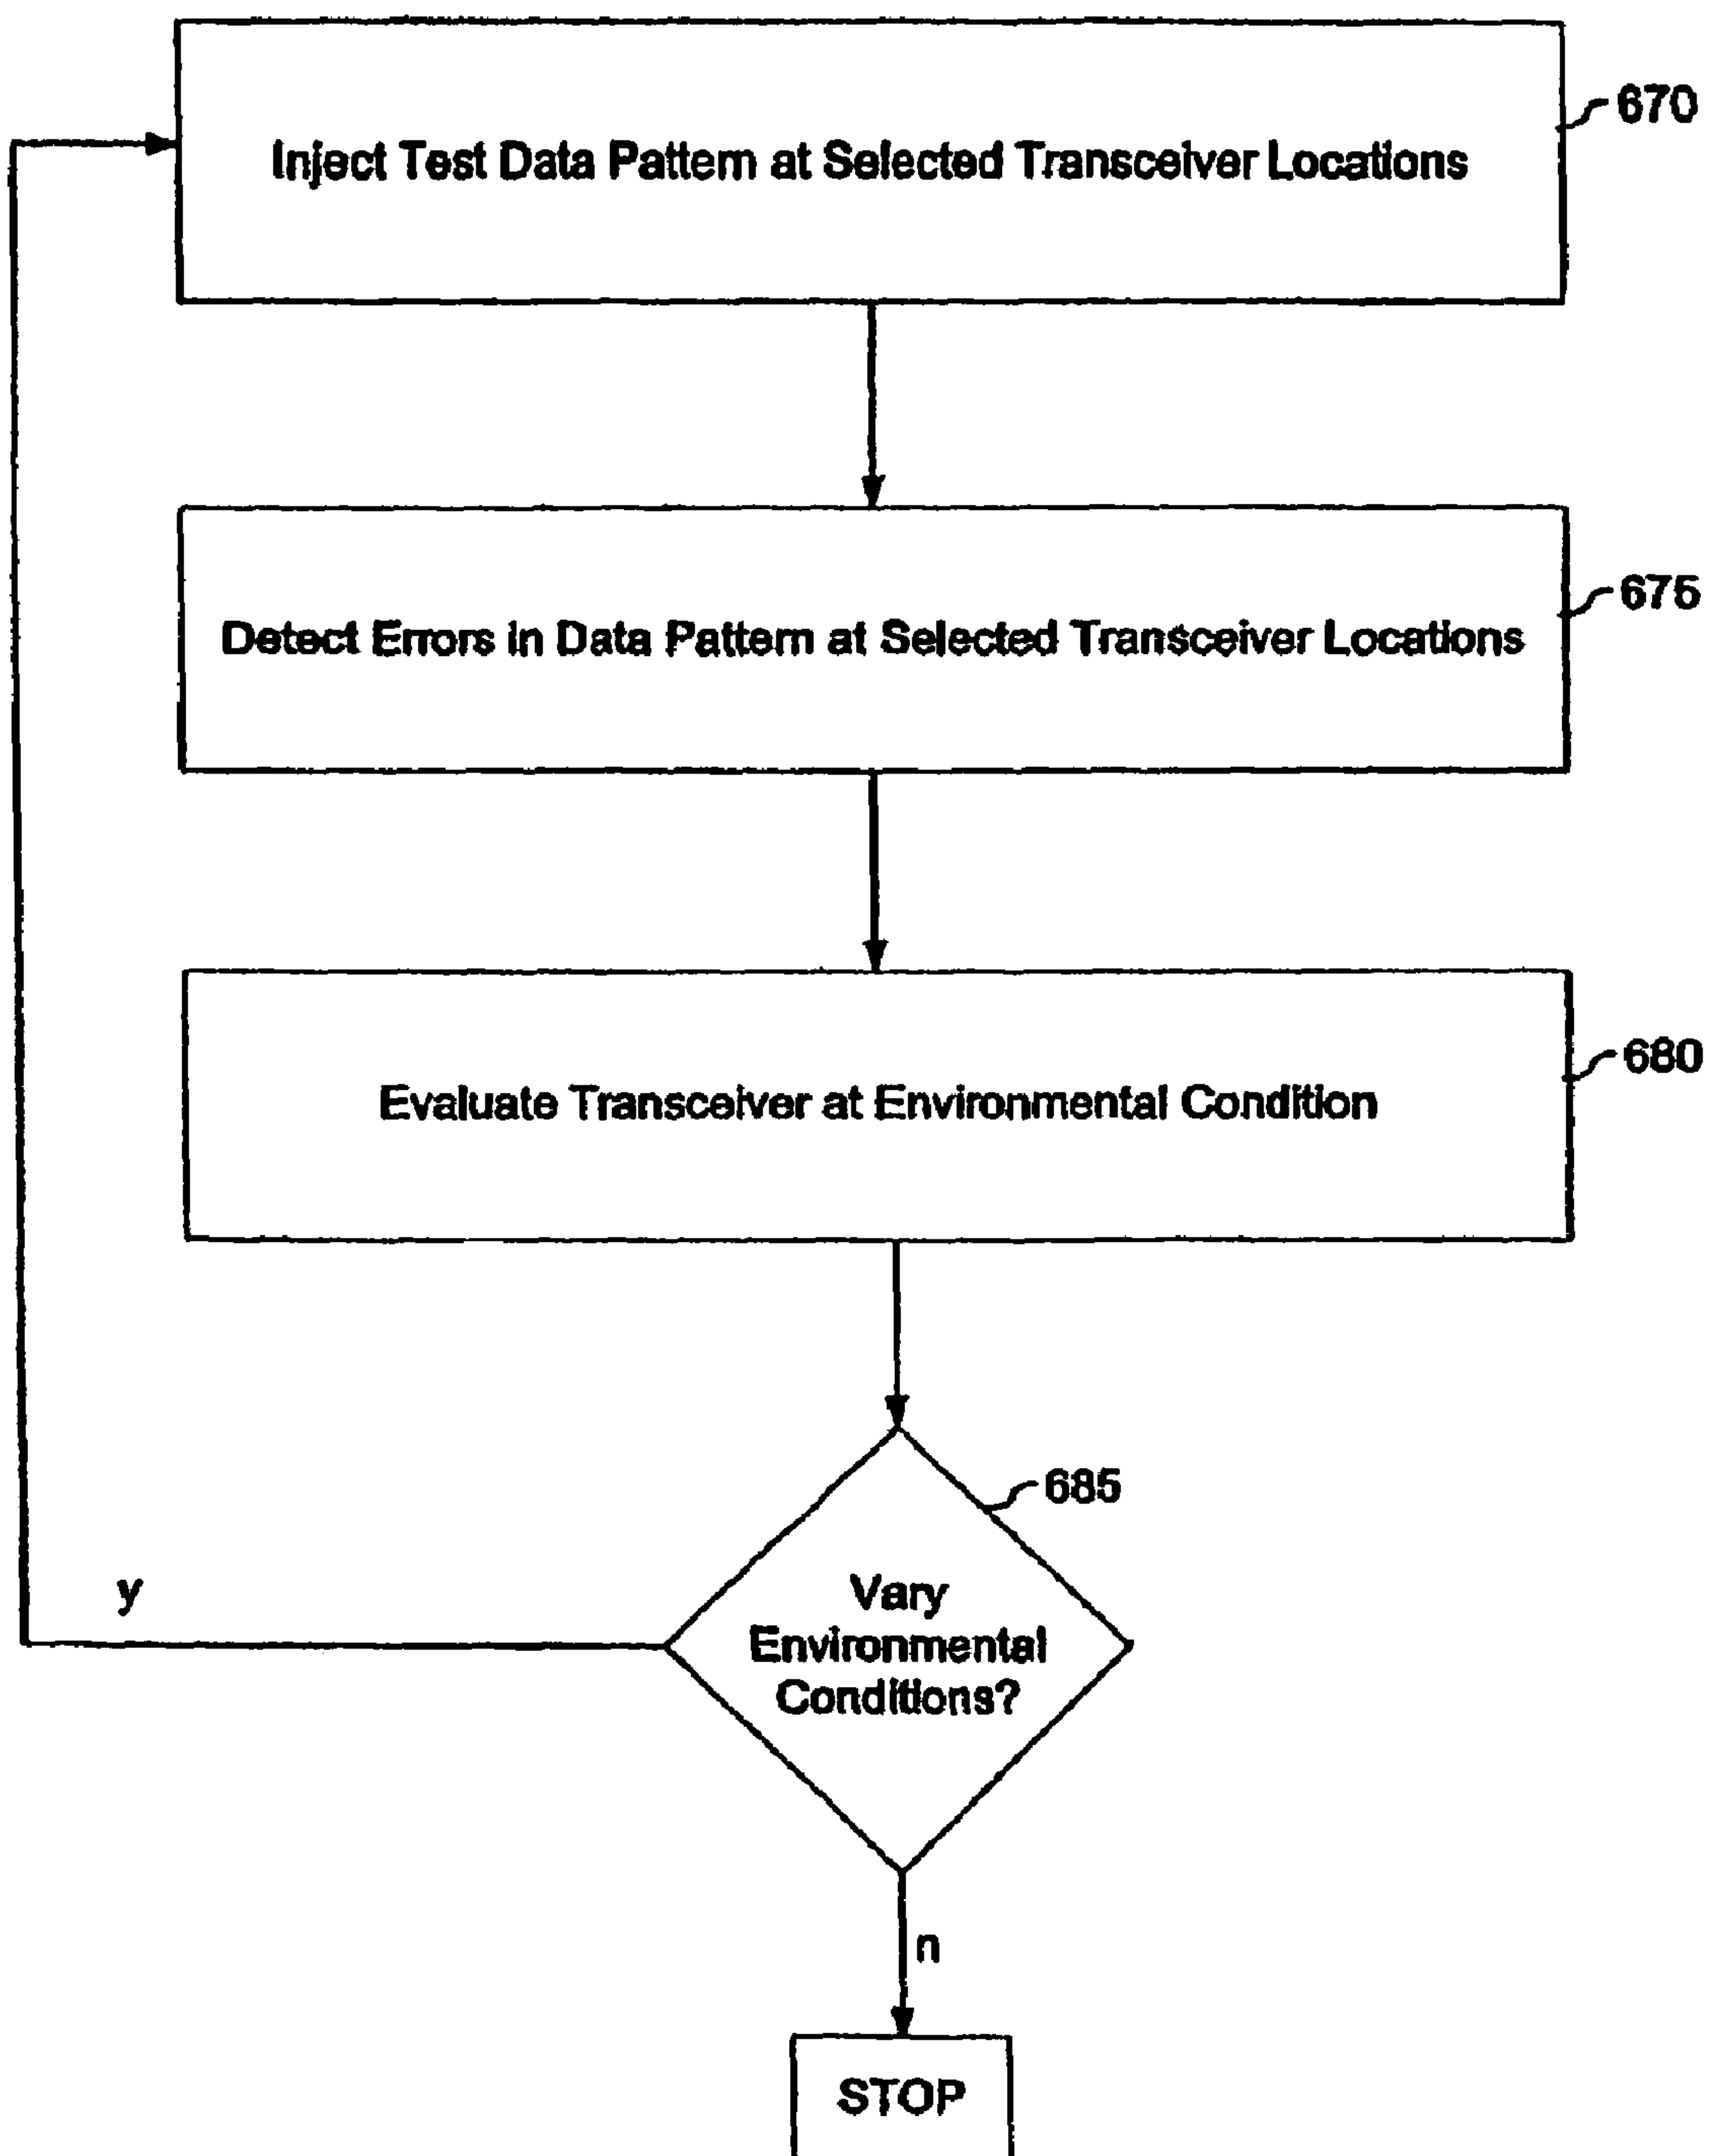 670
Inject Test Data Pattern at Selected Transceiver Locations
675
Detect Errors in Data Pattern at Selected Transceiver Locations
680
Evaluate Transceiver at Environmental Condition
685
Vary
Environmental
Conditions?
y
n
STOP